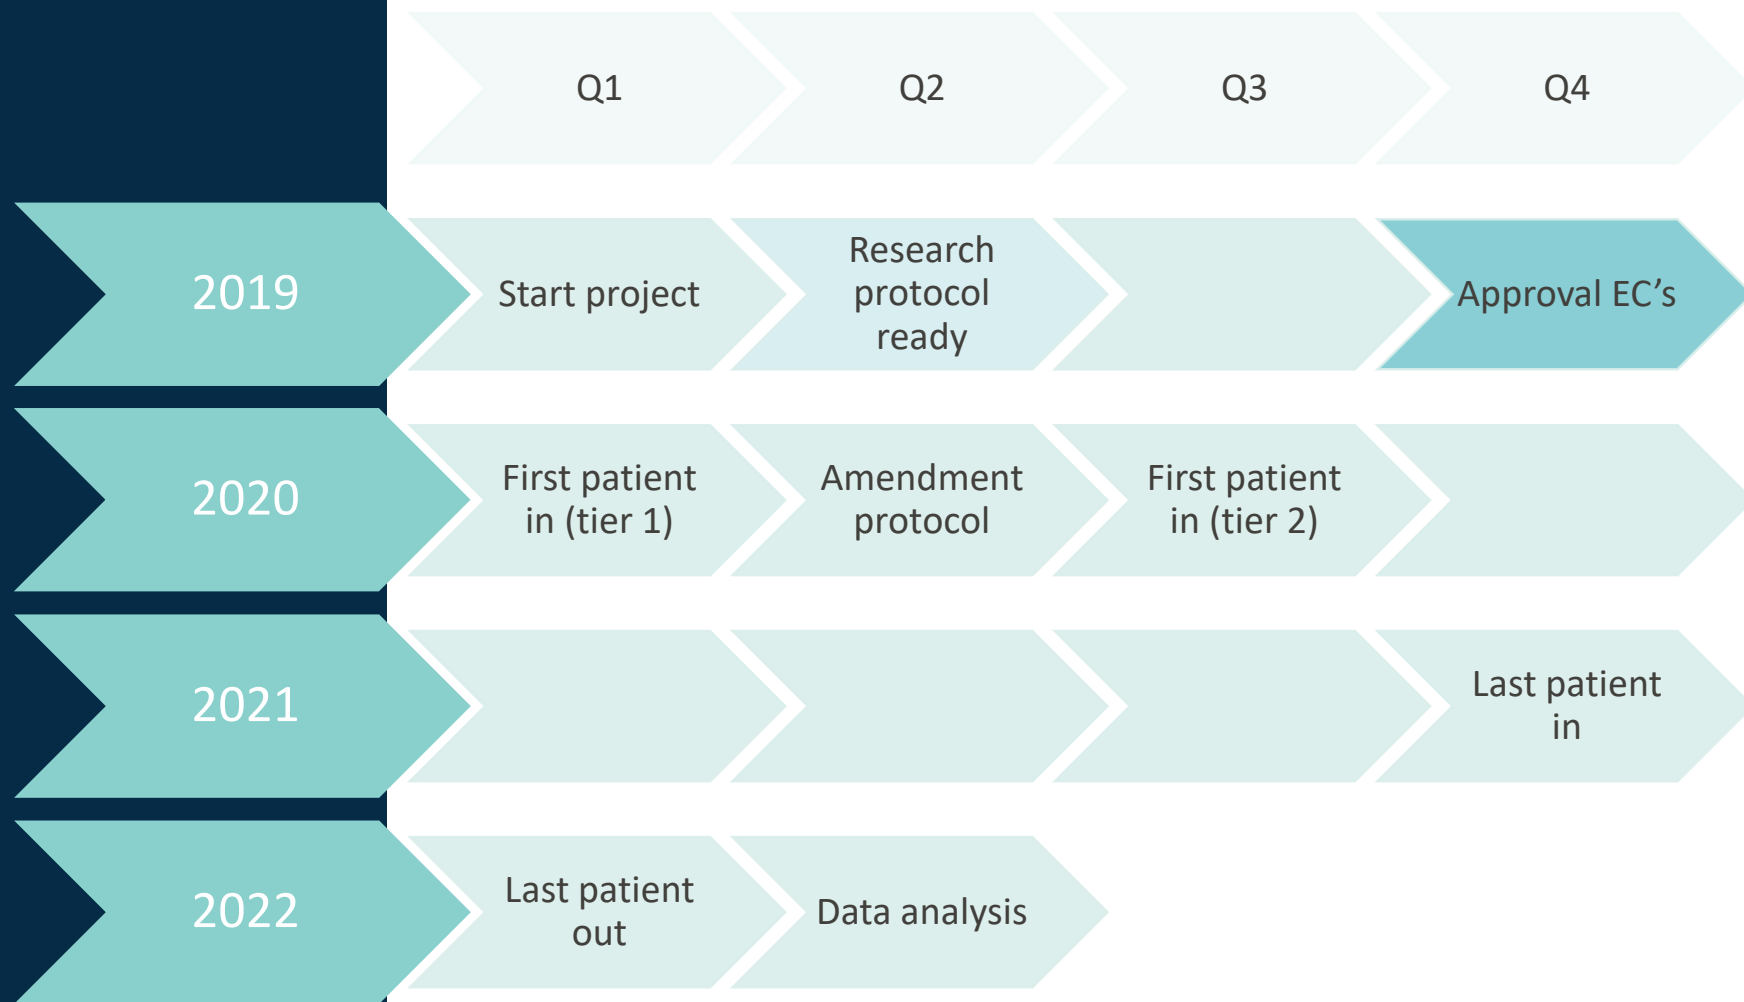 Q1
Q2
Q3
Q4
2019
Start project
Research
protocol
ready
Approval EC’s
2020
First patient
in (tier 1)
Amendment
protocol
First patient
in (tier 2)
2021
Last patient
in
2022
Last patient
out
Data analysis